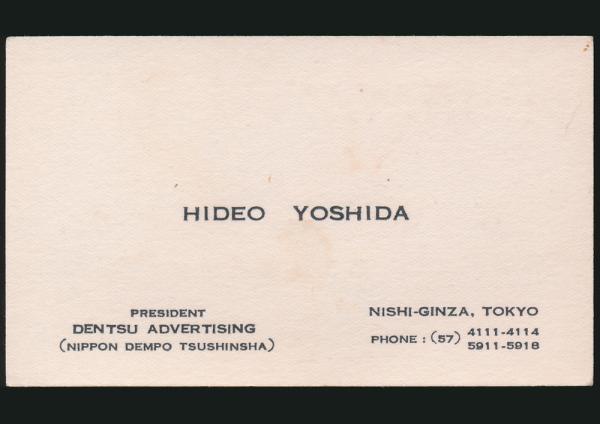 HIDEO YOSHIDA
PRESIDENT
DENTSU ADVERTISING
(NIPPON DEMPO TSUSHINSHA)
NISHI-GINZA, TOKYO
PHONE : (57) 4111-4114
5911-5918